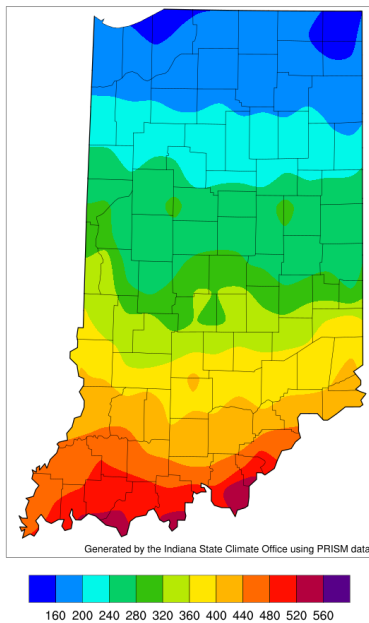 Generated by the Indiana State Climate Office using PRISM data
160 200 240 280 320 360 400 440 480 520 560